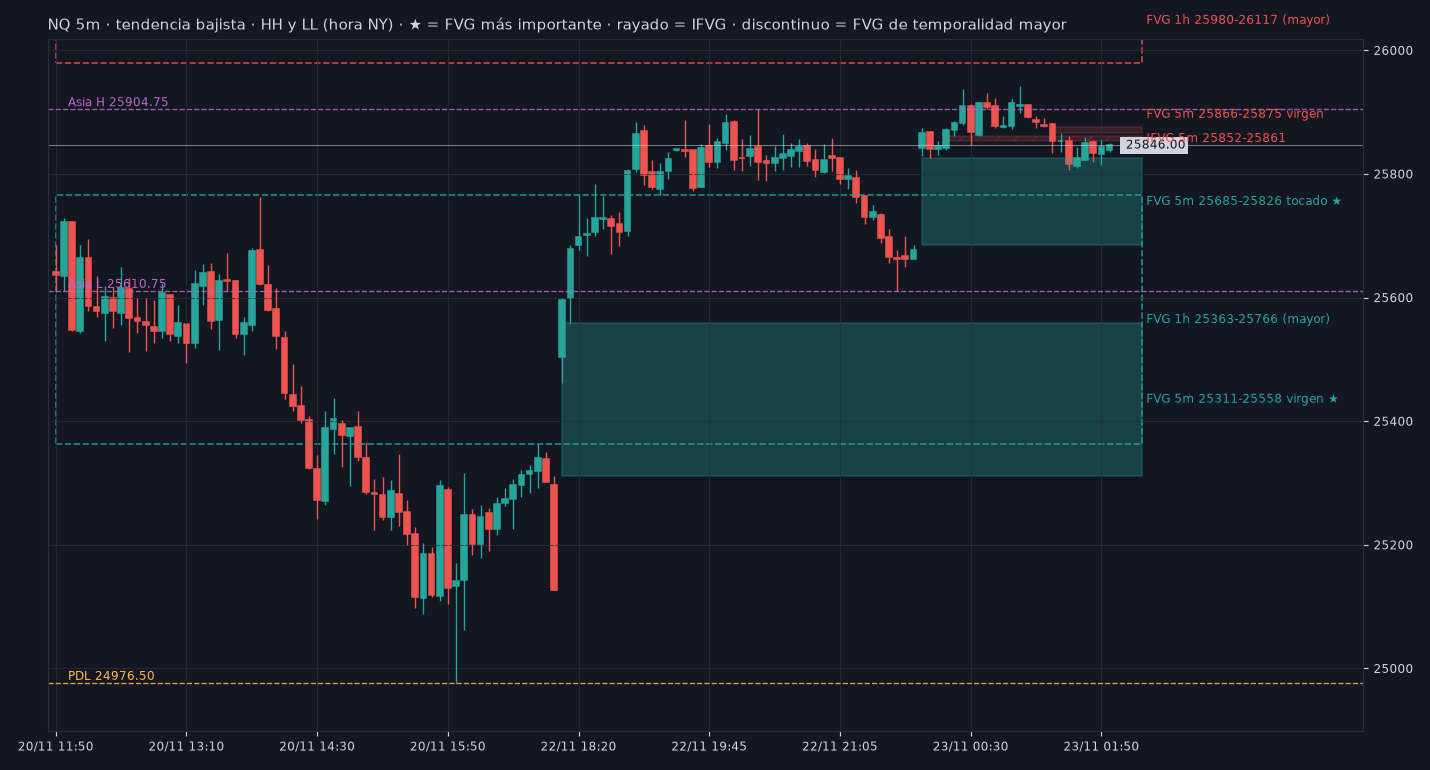 NQ 5m · tendencia bajista · HH y LL (hora NY) · ★ = FVG más importante · rayado = IFVG · discontinuo = FVG de temporalidad mayor
FVG 1h 25980-26117 (mayor)
26000
Asia H 25904.75
FVG 5m 25866-25875 virgen
IFVG 5m 25852-25861
25846.00
25800
FVG 5m 25685-25826 tocado ★
Asia L 25610.75
25600
FVG 1h 25363-25766 (mayor)
FVG 5m 25311-25558 virgen ★
25400
25200
PDL 24976.50
25000
20/11 11:50 20/11 13:10 20/11 14:30 20/11 15:50 22/11 18:20 22/11 19:45 22/11 21:05 23/11 00:30 23/11 01:50